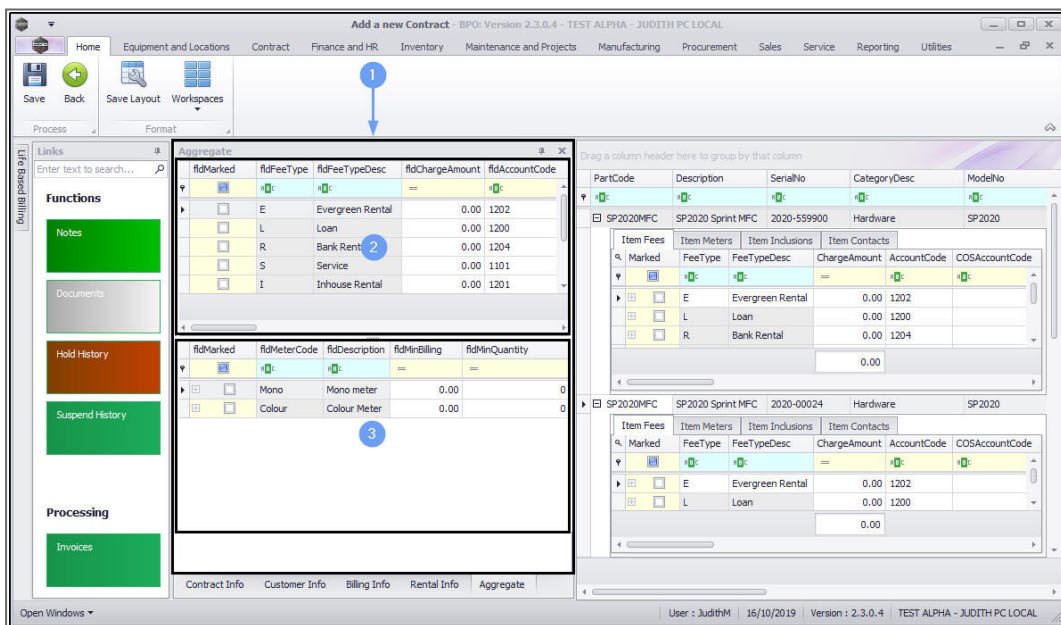 Add a new Contract - BPO: Version 2.3.0.4 - TEST ALPHA - JUDITH PC LOCAL
Home Equipment and Locations Contract Finance and HR Inventory Maintenance and Projects Manufacturing Procurement Sales Service Reporting Utilities
Save Back Save Layout Workspaces
Process Format
1
Life Based Billing
Links
Enter text to search...
Functions
Notes
Documents
Hold History
Suspend History
Processing
Invoices
Aggregate
fldMarked fldFeeType fldFeeTypeDesc fldChargeAmount fldAccountCode
E Evergreen Rental 0.00 1202
L Loan 0.00 1200
R Bank Rent 0.00 1204
2
S Service 0.00 1101
I Inhouse Rental 0.00 1201
fldMarked fldMeterCode fldDescription fldMinBilling fldMinQuantity
Mono Mono meter 0.00 0
Colour Colour Meter 0.00 0
3
Contract Info Customer Info Billing Info Rental Info Aggregate
Drag a column header here to group by that column
PartCode Description SerialNo CategoryDesc ModelNo
SP2020MFC SP2020 Sprint MFC 2020-559900 Hardware SP2020
Item Fees Item Meters Item Inclusions Item Contacts
Marked FeeType FeeTypeDesc ChargeAmount AccountCode COSAccountCode
E Evergreen Rental 0.00 1202
L Loan 0.00 1200
R Bank Rental 0.00 1204
0.00
SP2020MFC SP2020 Sprint MFC 2020-00024 Hardware SP2020
Item Fees Item Meters Item Inclusions Item Contacts
Marked FeeType FeeTypeDesc ChargeAmount AccountCode COSAccountCode
E Evergreen Rental 0.00 1202
L Loan 0.00 1200
0.00
Open Windows User : JudithM 16/10/2019 Version : 2.3.0.4 TEST ALPHA - JUDITH PC LOCAL